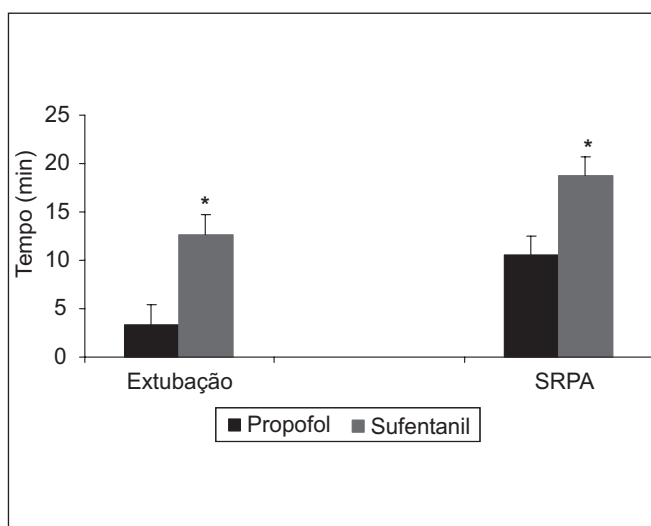 25
20
15
10
5
0
Tempo (min)
*
*
Extubação SRPA
Propofol Sufentanil